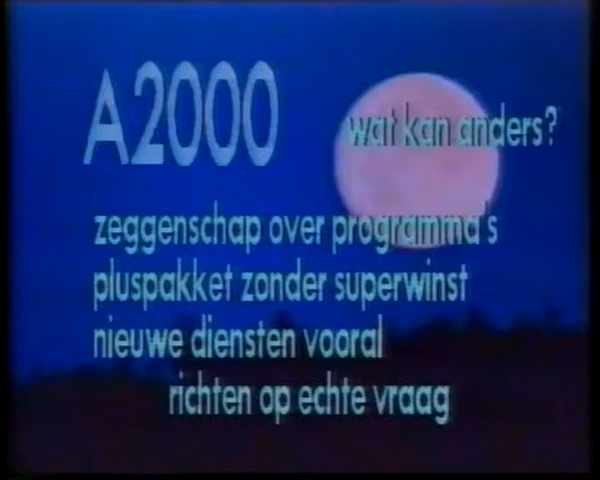 A2000
wat kan anders?
zeggenschap over programma's
pluspakket zonder superwinst
nieuwe diensten vooral
richten op echte vraag